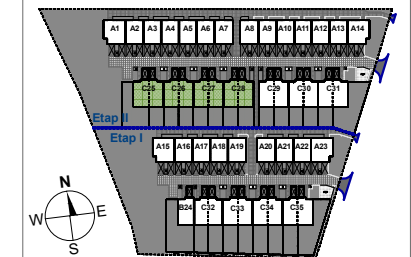 A1 A2 A3 A4 A5 A6 A7 A8 A9 A10 A11 A12 A13 A14
C25 C26 C27 C28 C29 C30 C31
Etap II
Etap I
A15 A16 A17 A18 A19 A20 A21 A22 A23
B24 C32 C33 C34 C35
N
W E
S